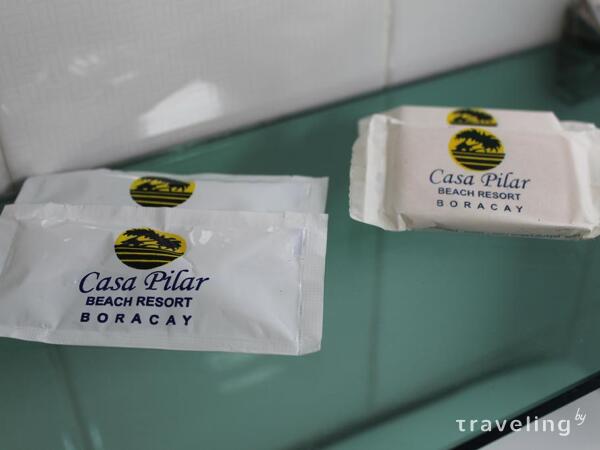 Casa Pilar
BEACH RESORT
BORACAY
Casa Pilar
BEACH RESORT
BORACAY
traveling by